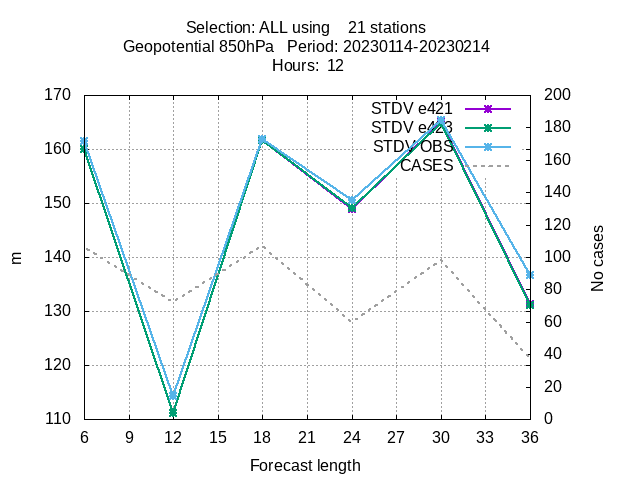 Selection: ALL using    21 stations
Geopotential 850hPa   Period: 20230114-20230214
Hours:  12
170
160
150
140
130
120
110
200
180
160
140
120
100
80
60
40
20
0
m
No cases
STDV e421
STDV e423
STDV OBS
CASES
6 9 12 15 18 21 24 27 30 33 36
Forecast length